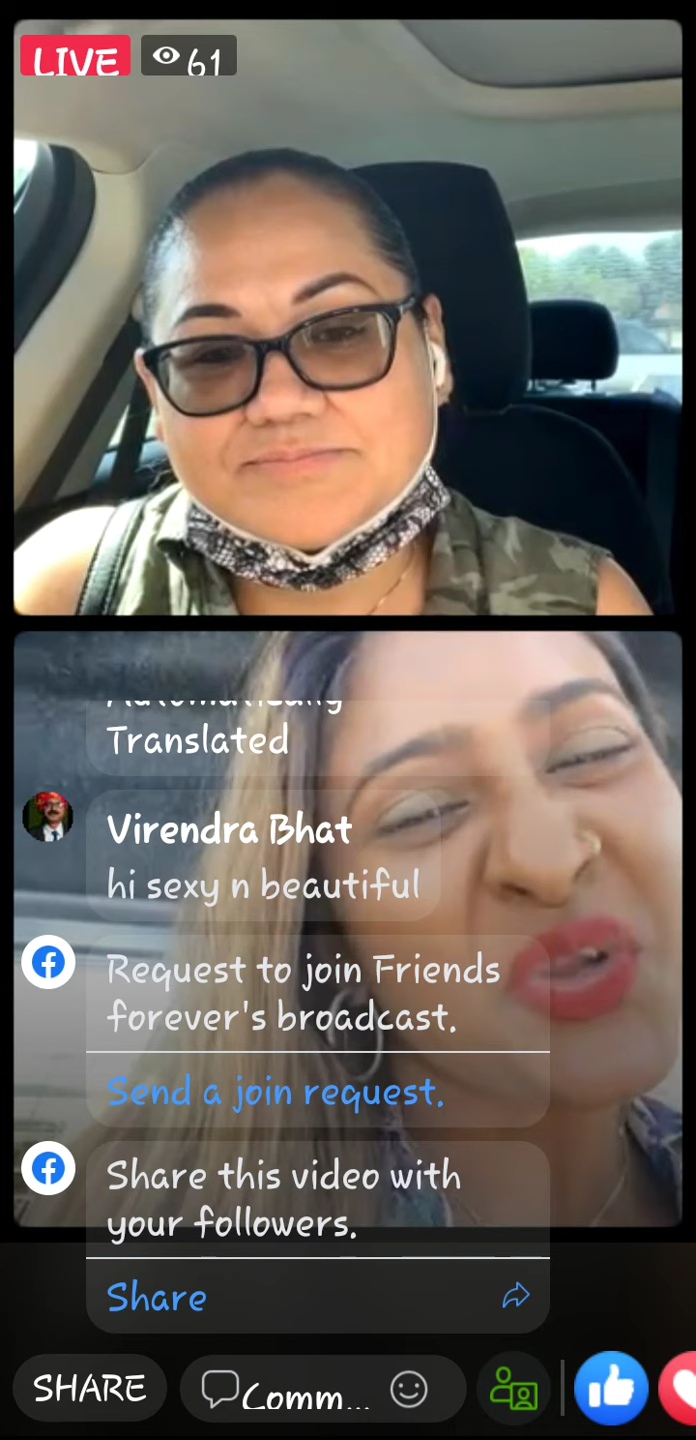 LIVE 61
Automatically
Translated
Virendra Bhat
hi sexy n beautiful
Request to join Friends
forever's broadcast.
Send a join request.
Share this video with
your followers.
Share
SHARE Comm...